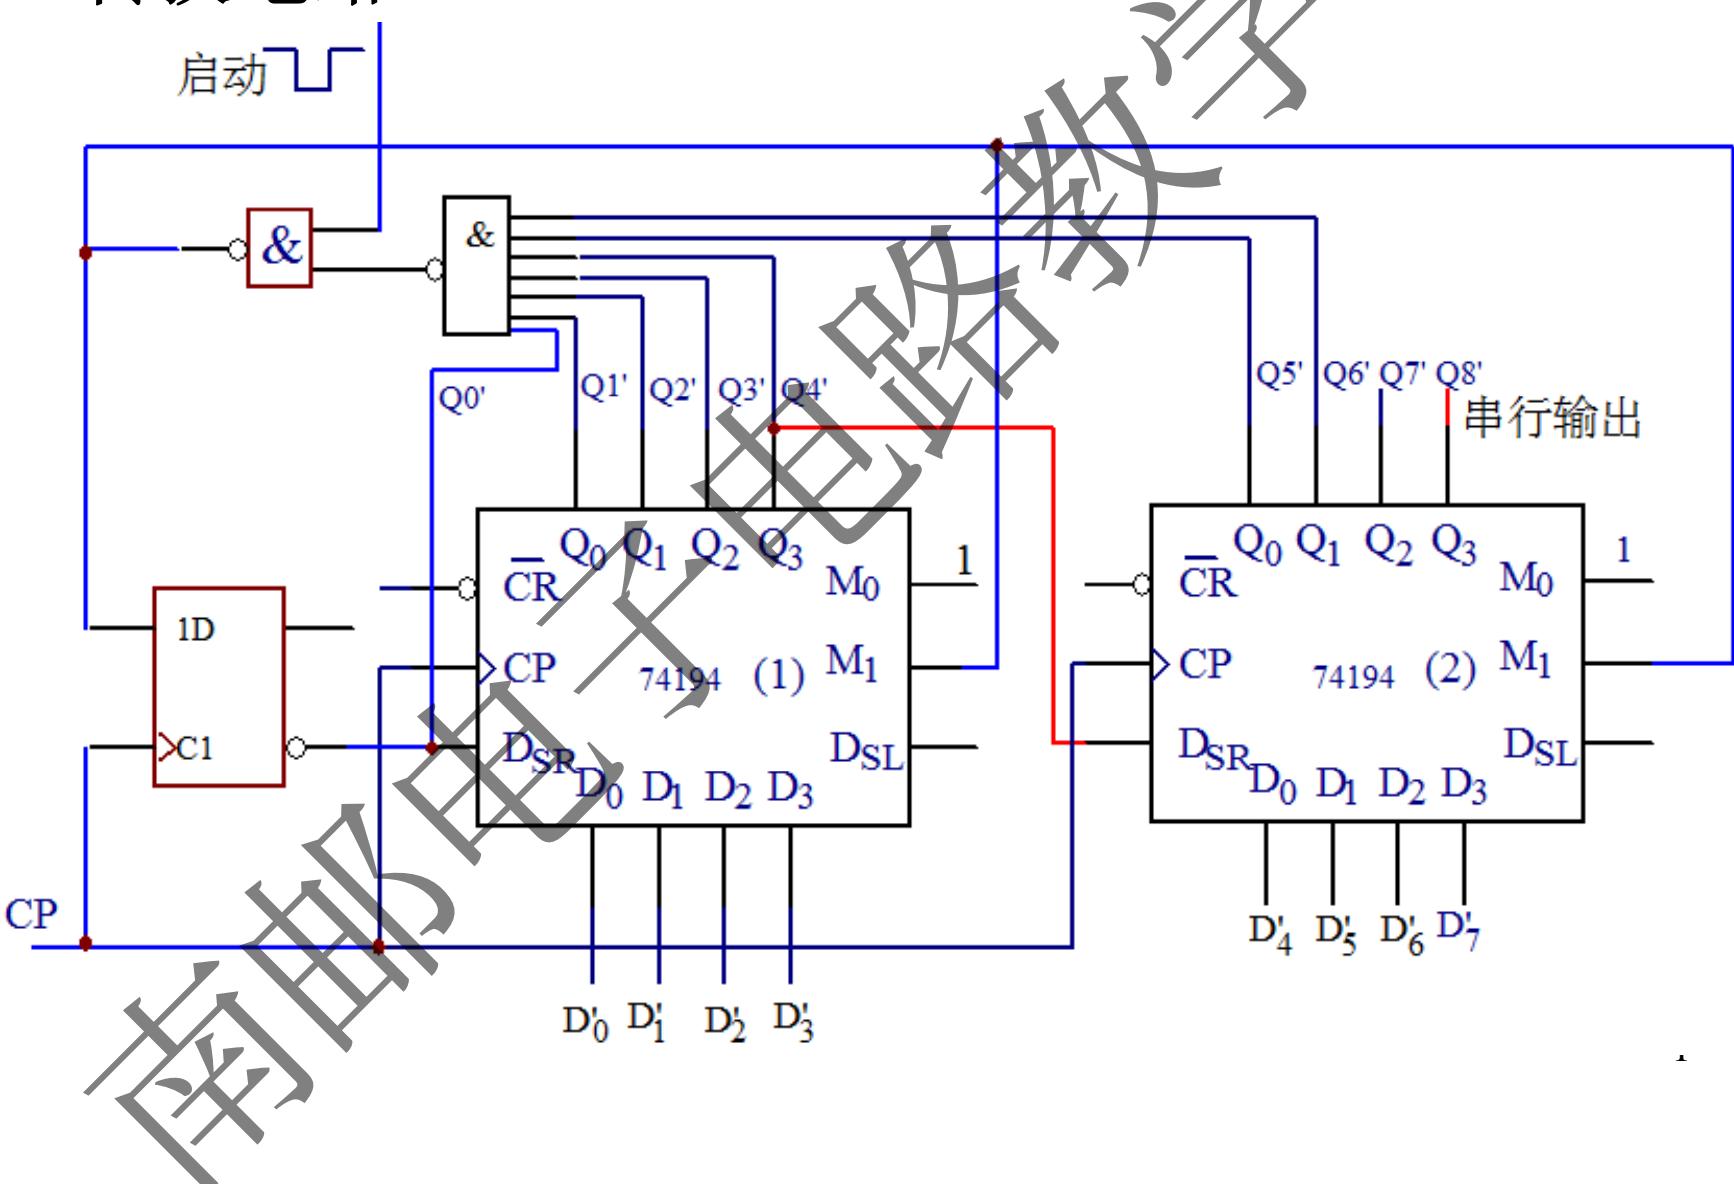 启动
&
&
Q0'
Q1'
Q2'
Q3'
Q4'
Q5'
Q6'
Q7'
Q8'
串行输出
Q0 Q1 Q2 Q3
CR
M0
1
CP
74194 (1)
M1
DSR
DSL
D0 D1 D2 D3
Q0 Q1 Q2 Q3
CR
M0
1
CP
74194 (2)
M1
DSR
DSL
D0 D1 D2 D3
1D
C1
CP
D'0 D'1 D'2 D'3
D'4 D'5 D'6 D'7
南邮电子电路教学